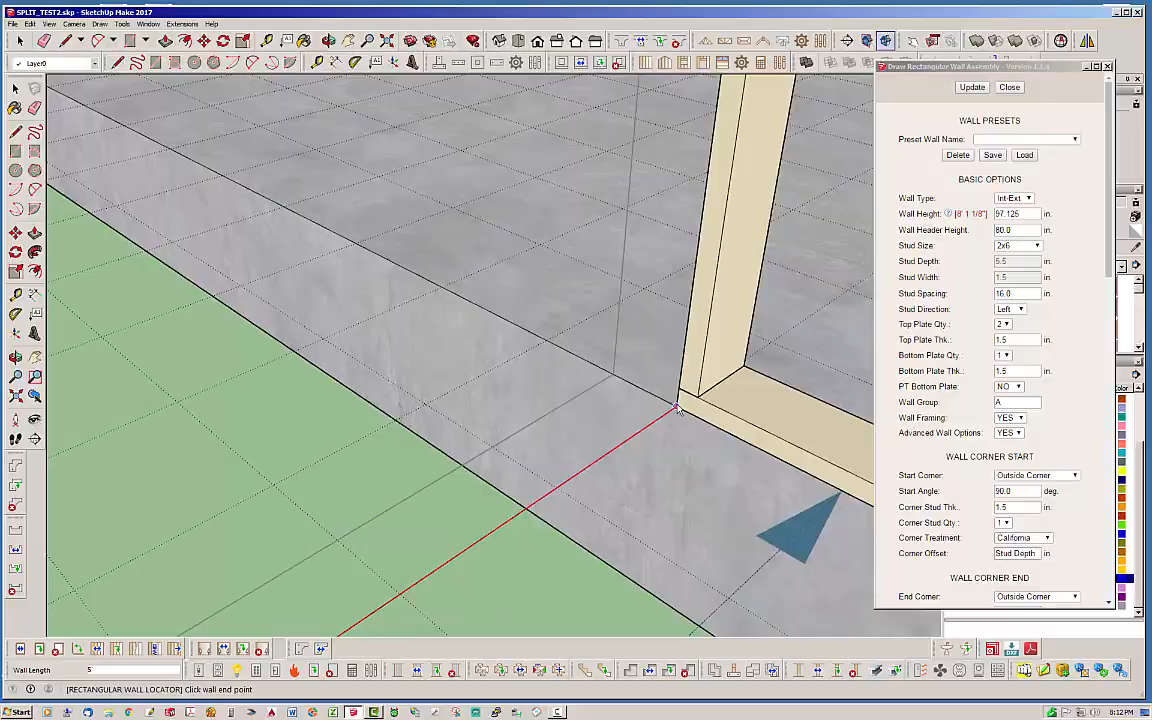 SPLIT_TEST2.skp - SketchUp Make 2017
File Edit View Camera Draw Tools Window Extensions Help
Layer0
Draw Rectangular Wall Assembly - Version
Update Close
WALL PRESETS
Preset Wall Name:
Delete Save Load
BASIC OPTIONS
Wall Type: Int-Ext
Wall Height: [8' 1 1/8"] 97.125 in.
Wall Header Height: 80.0 in.
Stud Size: 2x6
Stud Depth: 5.5 in.
Stud Width: 1.5 in.
Stud Spacing: 16.0 in.
Stud Direction: Left
Top Plate Qty.: 2
Top Plate Thk.: 1.5 in.
Bottom Plate Qty.: 1
Bottom Plate Thk.: 1.5 in.
PT Bottom Plate: NO
Wall Group: A
Wall Framing: YES
Advanced Wall Options: YES
WALL CORNER START
Start Corner: Outside Corner
Start Angle: 90.0 deg.
Corner Stud Thk.: 1.5 in.
Corner Stud Qty.: 1
Corner Treatment: California
Corner Offset: Stud Depth in.
WALL CORNER END
End Corner: Outside Corner
Color
Wall Length 5'
[RECTANGULAR WALL LOCATOR] Click wall end point
Start
8:12 PM